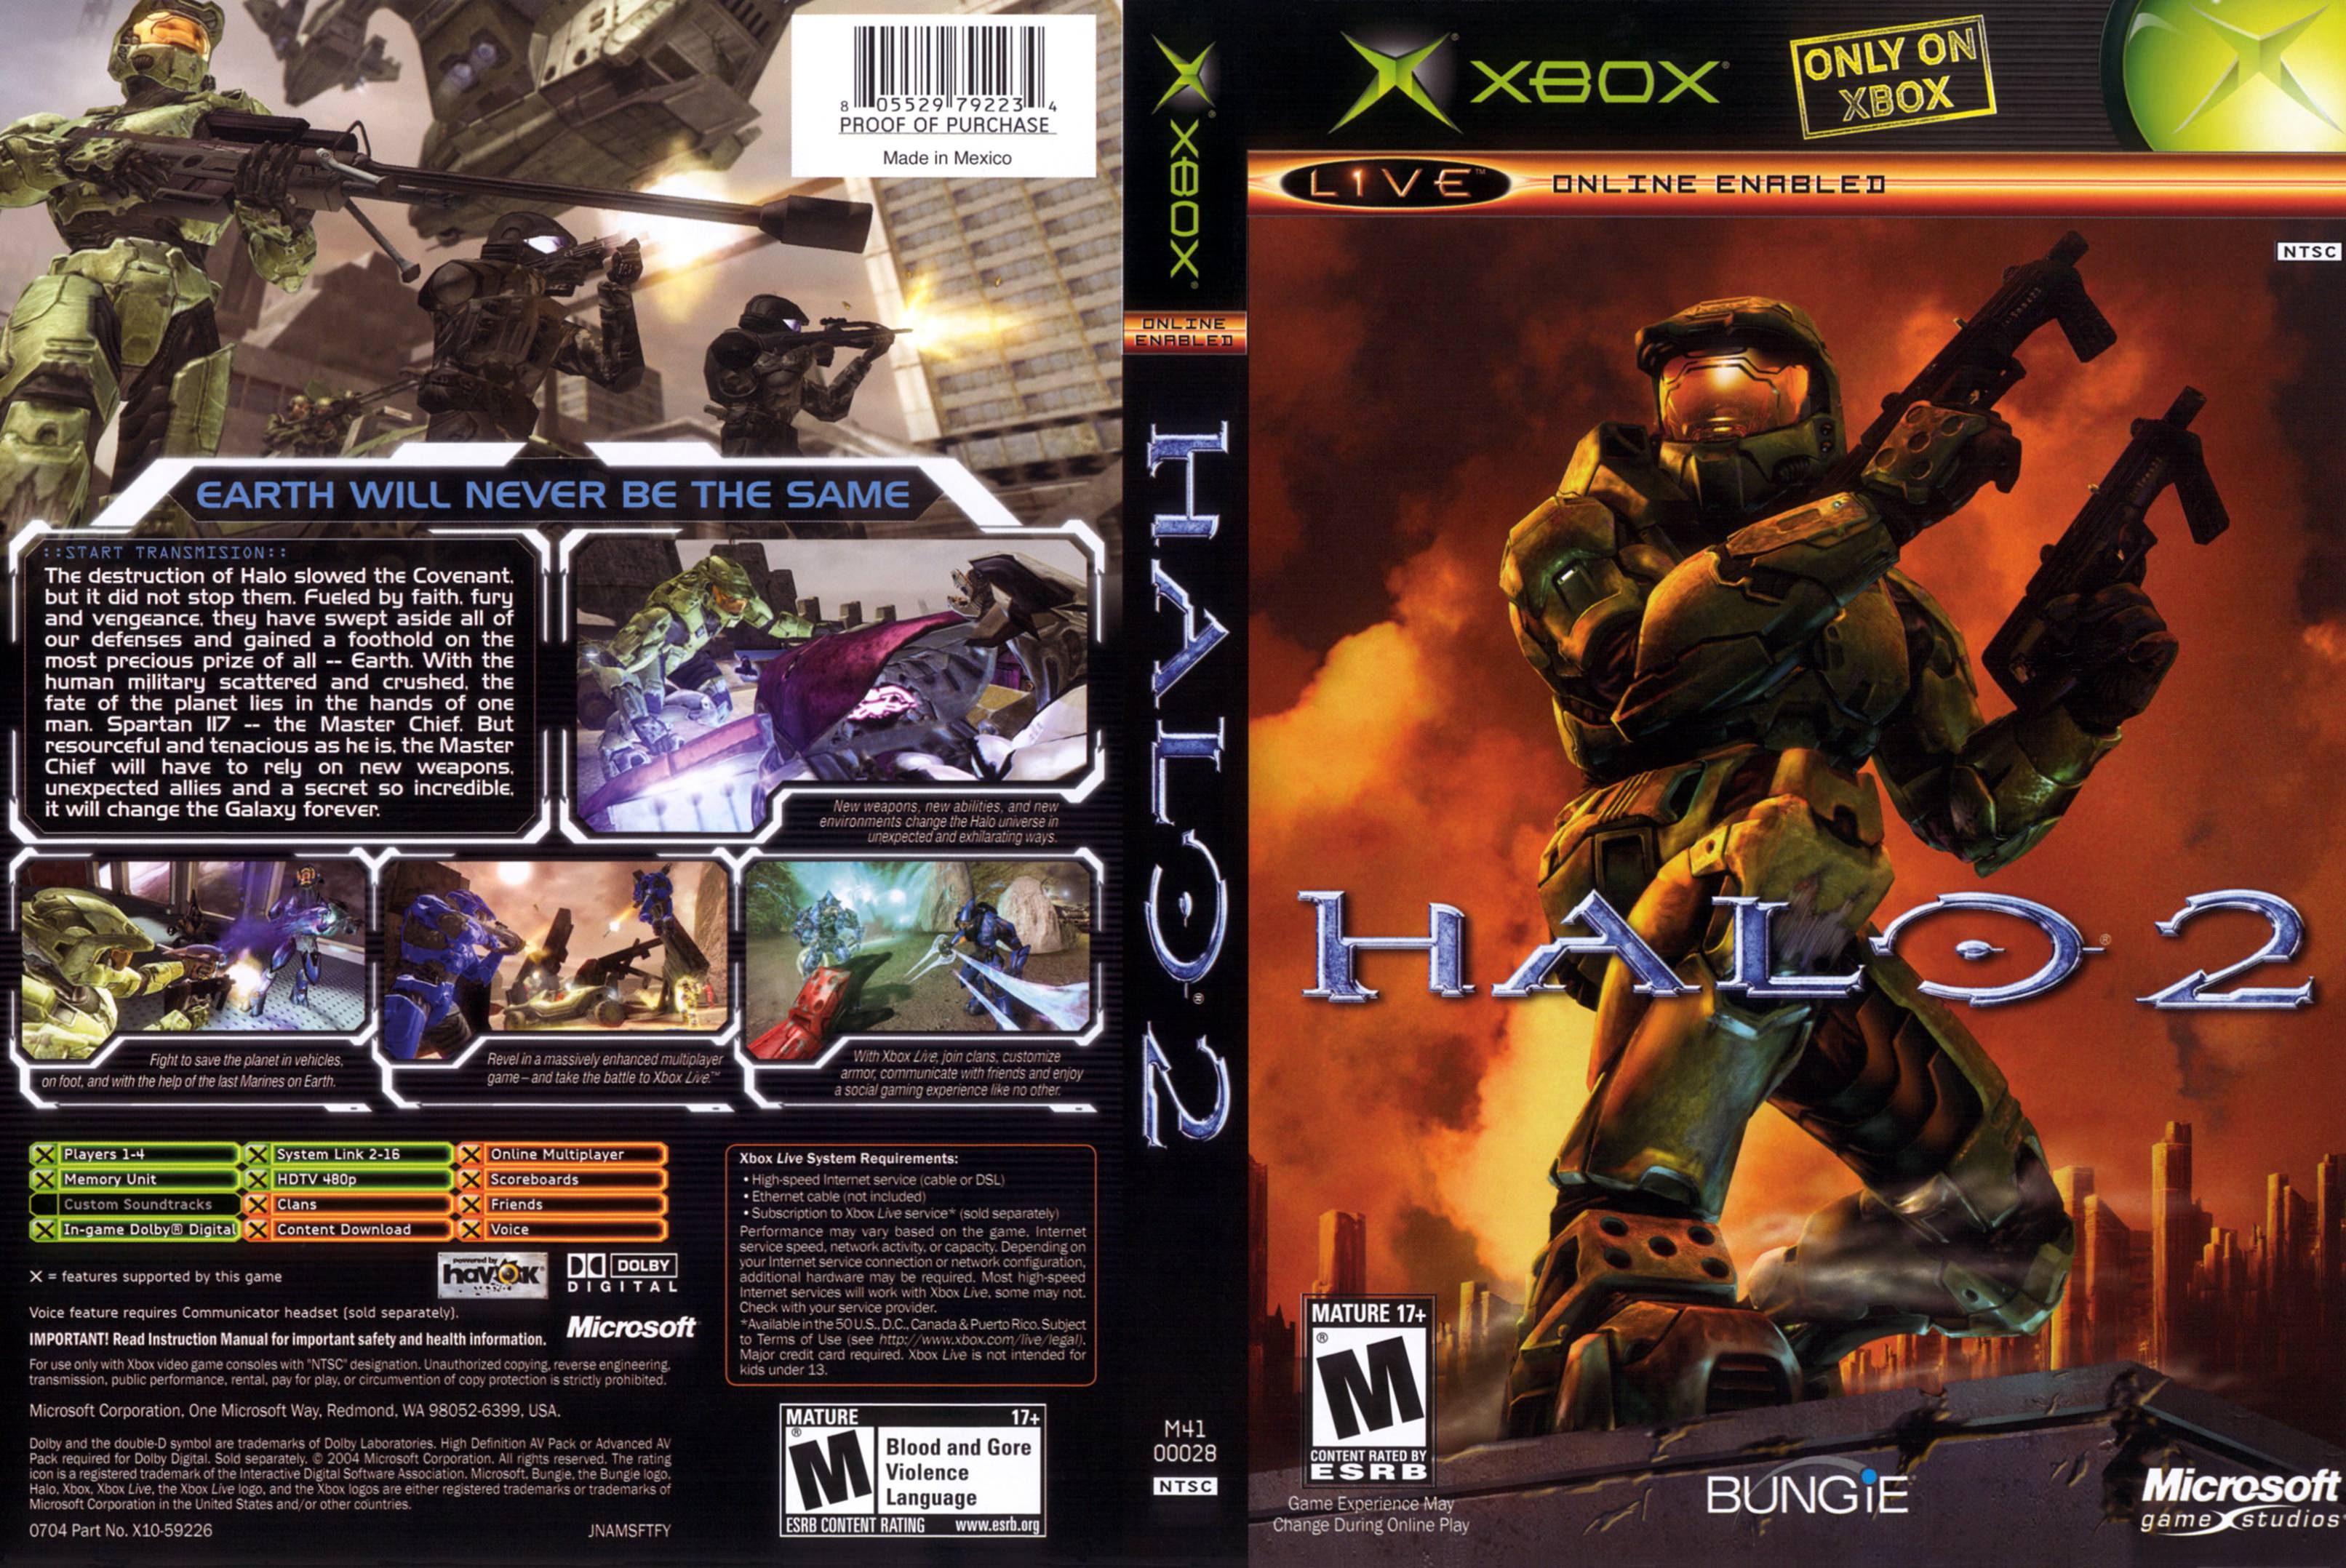 8 05529 79223 4
PROOF OF PURCHASE
Made in Mexico
EARTH WILL NEVER BE THE SAME
::START TRANSMISION::
The destruction of Halo slowed the Covenant,
but it did not stop them. Fueled by faith, fury
and vengeance, they have swept aside all of
our defenses and gained a foothold on the
most precious prize of all -- Earth. With the
human military scattered and crushed, the
fate of the planet lies in the hands of one
man. Spartan 117 -- the Master Chief. But
resourceful and tenacious as he is, the Master
Chief will have to rely on new weapons,
unexpected allies and a secret so incredible,
it will change the Galaxy forever.
New weapons, new abilities, and new
environments change the Halo universe in
unexpected and exhilarating ways.
Fight to save the planet in vehicles,
on foot, and with the help of the last Marines on Earth.
Revel in a massively enhanced multiplayer
game – and take the battle to Xbox Live.™
With Xbox Live, join clans, customize
armor, communicate with friends and enjoy
a social gaming experience like no other.
Players 1-4
System Link 2-16
Online Multiplayer
Memory Unit
HDTV 480p
Scoreboards
Custom Soundtracks
Clans
Friends
In-game Dolby® Digital
Content Download
Voice
X = features supported by this game
powered by
havok
DOLBY
DIGITAL
Voice feature requires Communicator headset (sold separately).
IMPORTANT! Read Instruction Manual for important safety and health information.
Microsoft
For use only with Xbox video game consoles with "NTSC" designation. Unauthorized copying, reverse engineering,
transmission, public performance, rental, pay for play, or circumvention of copy protection is strictly prohibited.
Microsoft Corporation, One Microsoft Way, Redmond, WA 98052-6399, USA.
Dolby and the double-D symbol are trademarks of Dolby Laboratories. High Definition AV Pack or Advanced AV
Pack required for Dolby Digital. Sold separately. © 2004 Microsoft Corporation. All rights reserved. The rating
icon is a registered trademark of the Interactive Digital Software Association. Microsoft, Bungie, the Bungie logo,
Halo, Xbox, Xbox Live, the Xbox Live logo, and the Xbox logos are either registered trademarks or trademarks of
Microsoft Corporation in the United States and/or other countries.
0704 Part No. X10-59226
JNAMSFTFY
Xbox Live System Requirements:
• High-speed Internet service (cable or DSL)
• Ethernet cable (not included)
• Subscription to Xbox Live service* (sold separately)
Performance may vary based on the game, Internet
service speed, network activity, or capacity. Depending on
your Internet service connection or network configuration,
additional hardware may be required. Most high-speed
Internet services will work with Xbox Live, some may not.
Check with your service provider.
*Available in the 50 U.S., D.C., Canada & Puerto Rico. Subject
to Terms of Use (see http://www.xbox.com/live/legal).
Major credit card required. Xbox Live is not intended for
kids under 13.
MATURE 17+
M
®
Blood and Gore
Violence
Language
ESRB CONTENT RATING www.esrb.org
XBOX®
ONLINE
ENABLED
HALO® 2
M41
00028
NTSC
XBOX®
ONLY ON
XBOX
LIVE™
ONLINE ENABLED
NTSC
HALO® 2
MATURE 17+
®
M
CONTENT RATED BY
ESRB
Game Experience May
Change During Online Play
BUNGiE
Microsoft
game studios